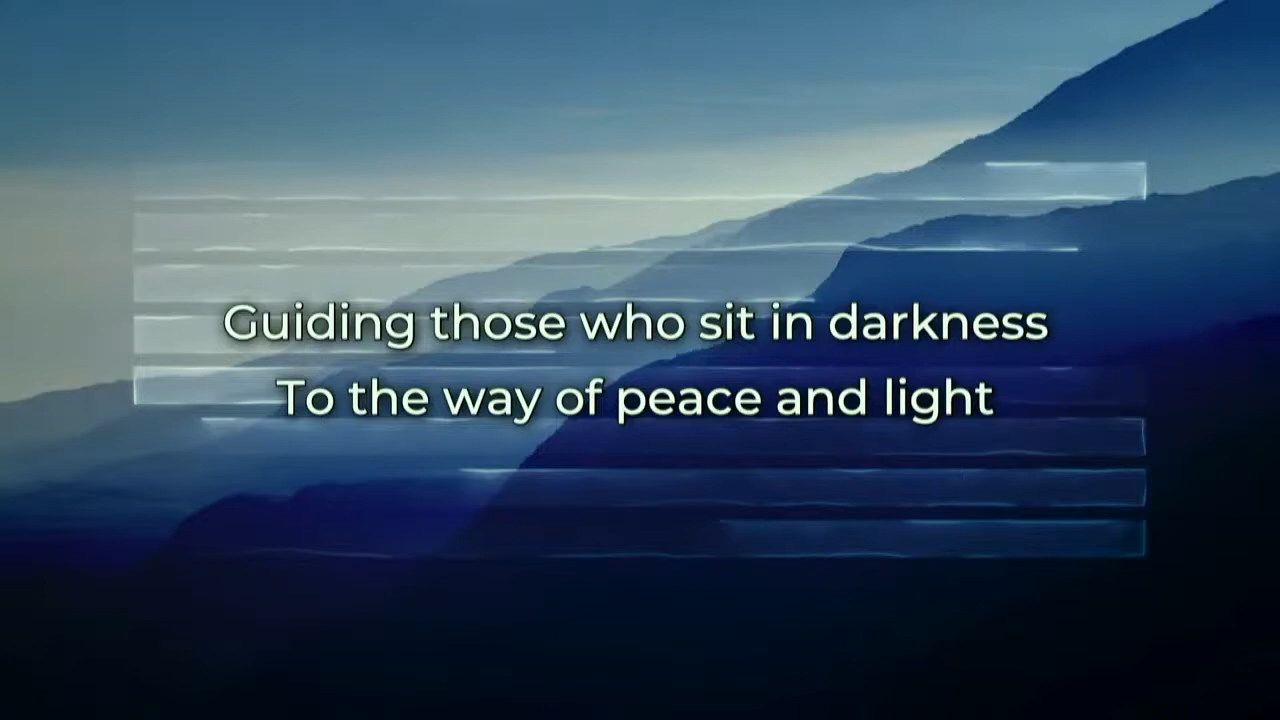 Guiding those who sit in darkness
To the way of peace and light